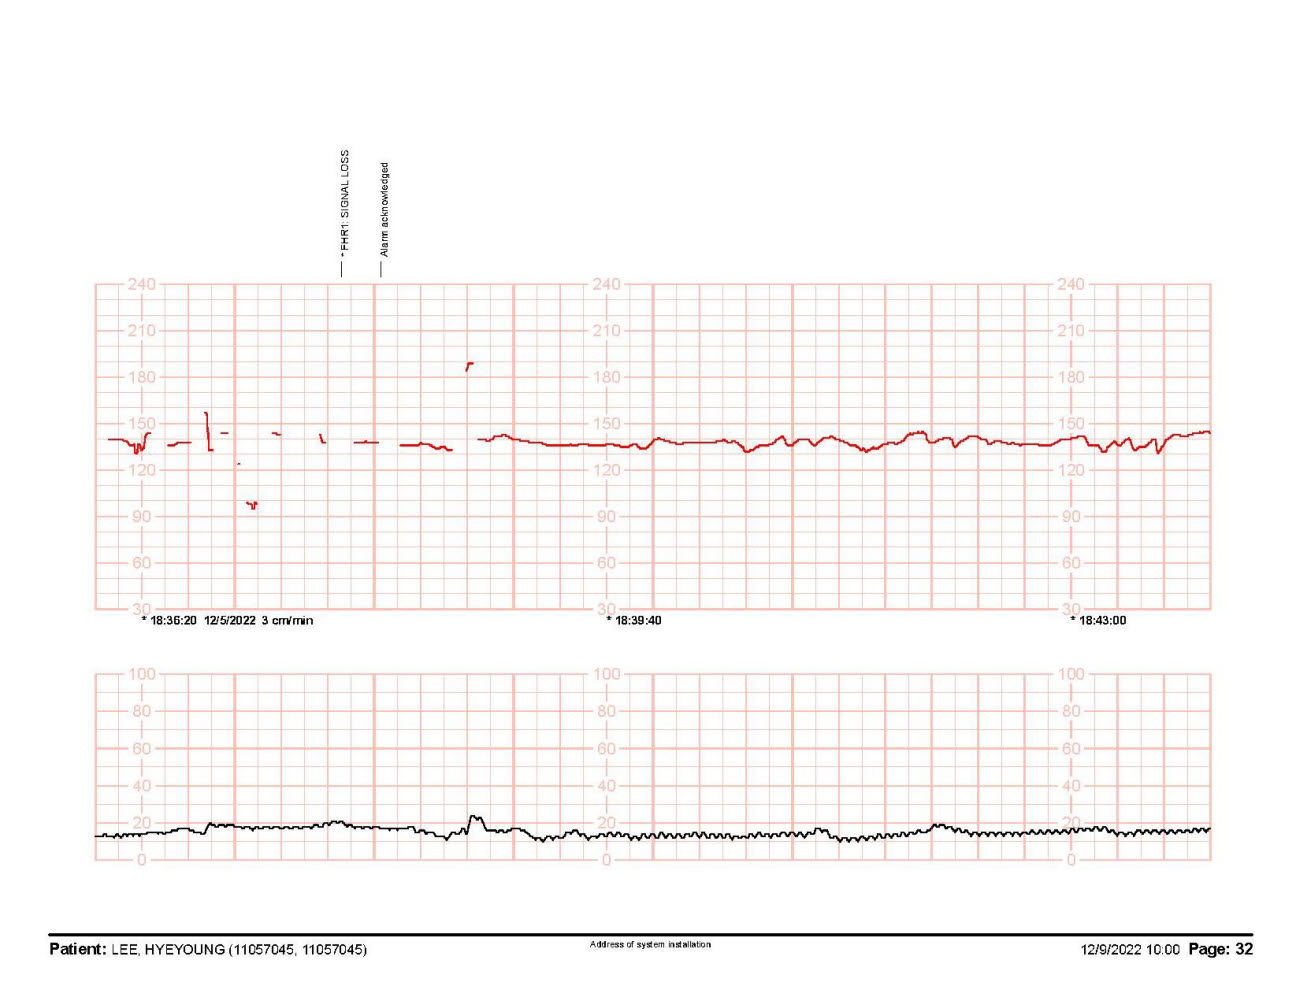 * FHR1: SIGNAL LOSS
Alarm acknowledged
240 240 240
210 210 210
180 180 180
150 150 150
120 120 120
90 90 90
60 60 60
30 30 30
* 18:36:20 12/5/2022 3 cm/min * 18:39:40 * 18:43:00
100 100 100
80 80 80
60 60 60
40 40 40
20 20 20
0 0 0
Patient: LEE, HYEYOUNG (11057045, 11057045) Address of system installation 12/9/2022 10:00 Page: 32